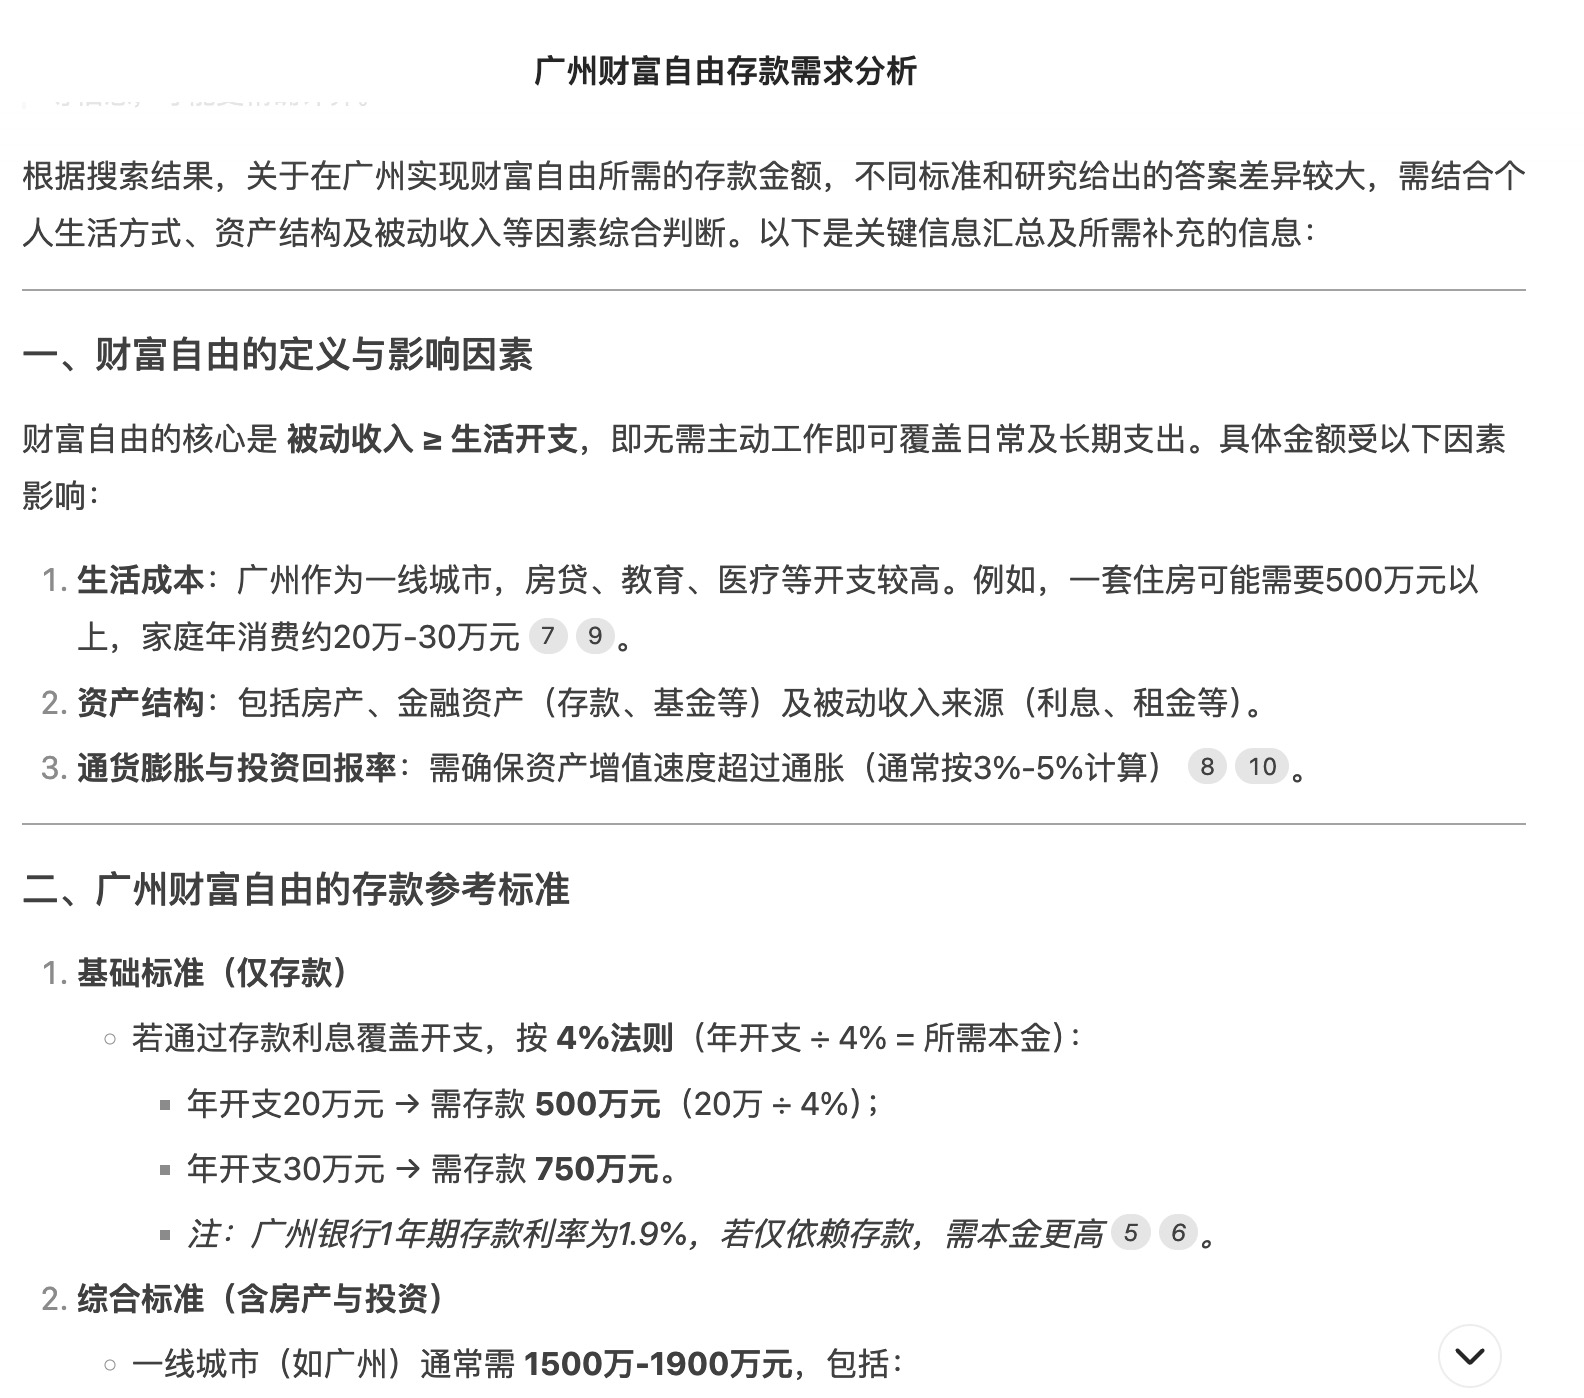 广州财富自由存款需求分析
根据搜索结果，关于在广州实现财富自由所需的存款金额，不同标准和研究给出的答案差异较大，需结合个
人生活方式、资产结构及被动收入等因素综合判断。以下是关键信息汇总及所需补充的信息：
一、财富自由的定义与影响因素
财富自由的核心是 被动收入 ≥ 生活开支，即无需主动工作即可覆盖日常及长期支出。具体金额受以下因素
影响：
1. 生活成本：广州作为一线城市，房贷、教育、医疗等开支较高。例如，一套住房可能需要500万元以
上，家庭年消费约20万-30万元 7 9 。
2. 资产结构：包括房产、金融资产（存款、基金等）及被动收入来源（利息、租金等）。
3. 通货膨胀与投资回报率：需确保资产增值速度超过通胀（通常按3%-5%计算） 8 10 。
二、广州财富自由的存款参考标准
1. 基础标准（仅存款）
○ 若通过存款利息覆盖开支，按 4%法则（年开支 ÷ 4% = 所需本金）：
▪ 年开支20万元 → 需存款 500万元（20万 ÷ 4%）；
▪ 年开支30万元 → 需存款 750万元。
▪ 注：广州银行1年期存款利率为1.9%，若仅依赖存款，需本金更高 5 6 。
2. 综合标准（含房产与投资）
○ 一线城市（如广州）通常需 1500万-1900万元，包括：